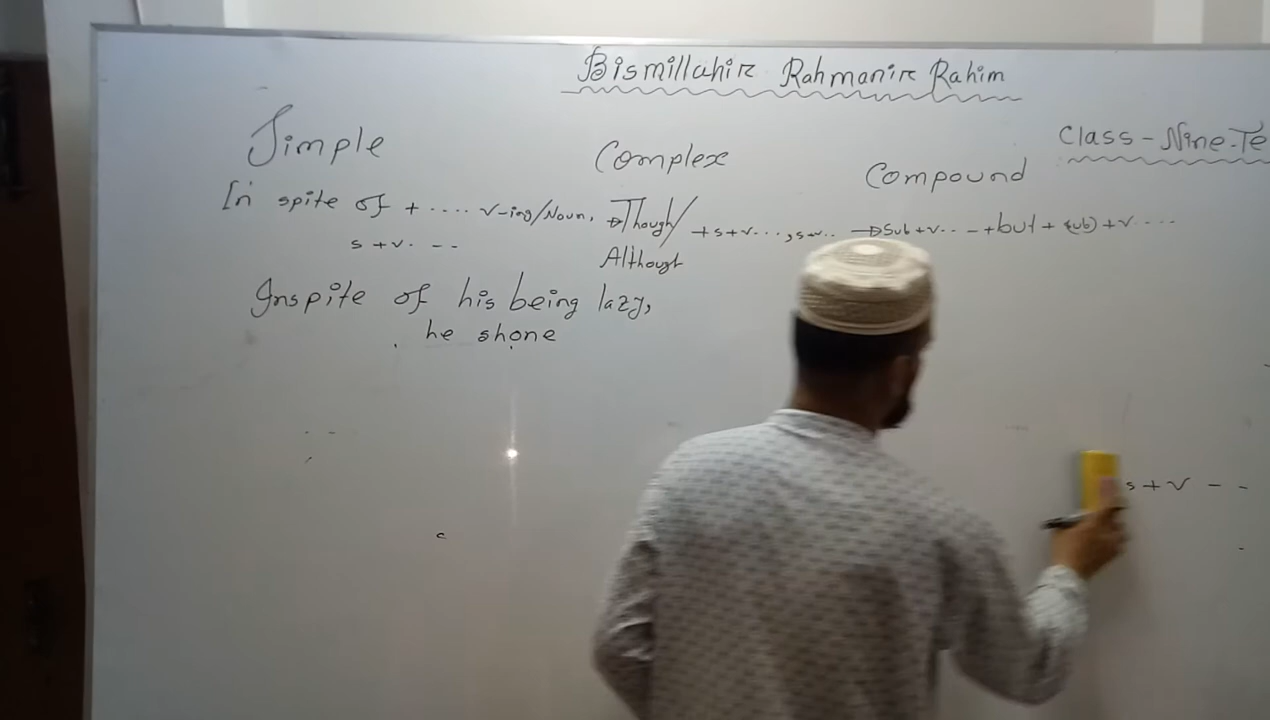 Bismillahir Rahmanir Rahim
Class - Nine-Te
Simple
Complex
Compound
In spite of + .... v-ing/Noun,
s + v. - --
Though/
Although
+ s + v..., s+v..
→ Sub + v.. - + but + (sub) + v ....
Inspite of his being lazy,
he shone
s + v - -